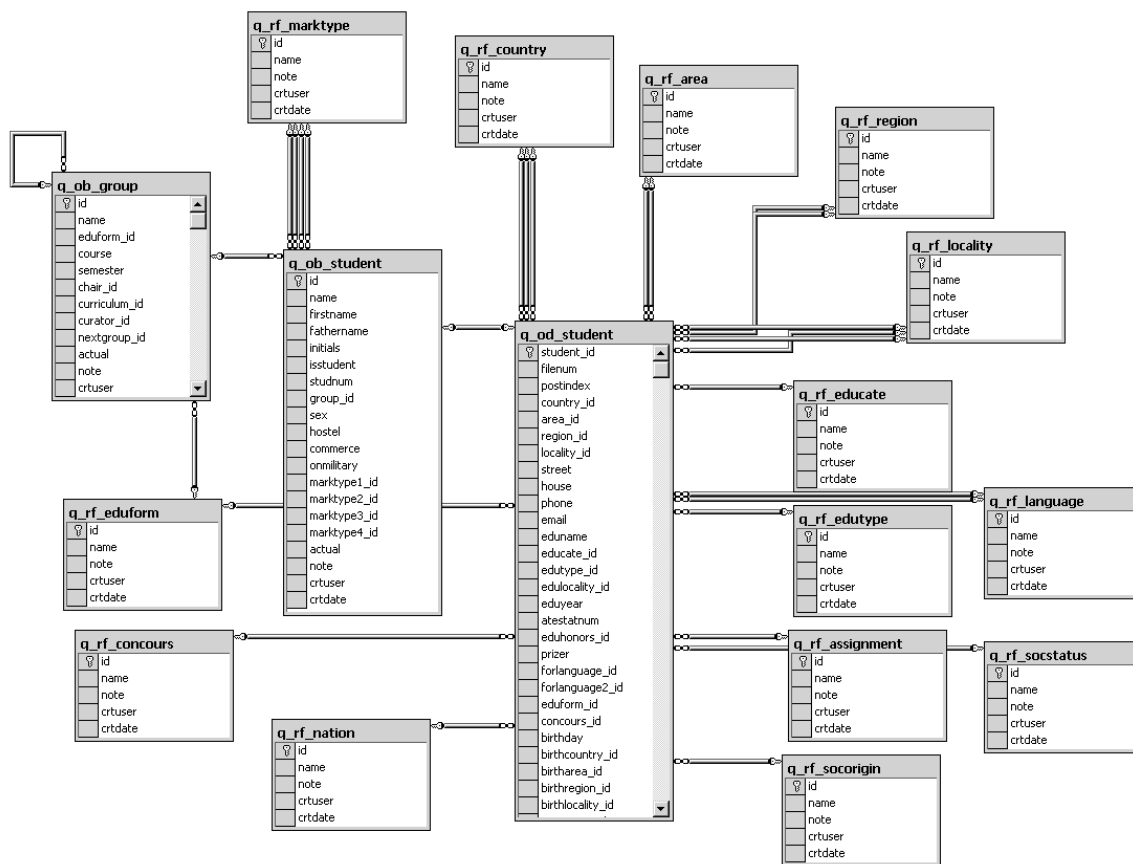 q_rf_marktype
id
name
note
crtuser
crtdate
q_rf_country
id
name
note
crtuser
crtdate
q_rf_area
id
name
note
crtuser
crtdate
q_rf_region
id
name
note
crtuser
crtdate
q_ob_group
id
name
eduform_id
course
semester
chair_id
curriculum_id
curator_id
nextgroup_id
actual
note
crtuser
q_rf_locality
id
name
note
crtuser
crtdate
q_ob_student
id
name
firstname
fathername
initials
isstudent
studnum
group_id
sex
hostel
commerce
onmilitary
marktype1_id
marktype2_id
marktype3_id
marktype4_id
actual
note
crtuser
crtdate
q_od_student
student_id
filenum
postindex
country_id
area_id
region_id
locality_id
street
house
phone
email
eduname
educate_id
edutype_id
edulocality_id
eduyear
atestatnum
eduhonors_id
prizer
forlanguage_id
forlanguage2_id
eduform_id
concours_id
birthday
birthcountry_id
birtharea_id
birthregion_id
birthlocality_id
q_rf_educate
id
name
note
crtuser
crtdate
q_rf_language
id
name
note
crtuser
crtdate
q_rf_eduform
id
name
note
crtuser
crtdate
q_rf_edutype
id
name
note
crtuser
crtdate
q_rf_concours
id
name
note
crtuser
crtdate
q_rf_assignment
id
name
note
crtuser
crtdate
q_rf_socstatus
id
name
note
crtuser
crtdate
q_rf_nation
id
name
note
crtuser
crtdate
q_rf_socorigin
id
name
note
crtuser
crtdate